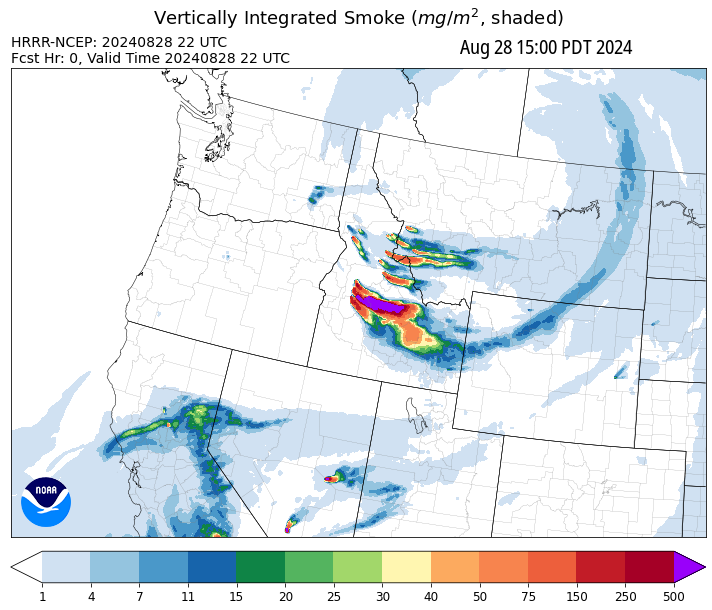 Vertically Integrated Smoke (mg/m², shaded)
HRRR-NCEP: 20240828 22 UTC
Fcst Hr: 0, Valid Time 20240828 22 UTC
Aug 28 15:00 PDT 2024
NOAA
1 4 7 11 15 20 25 30 40 50 75 150 250 500